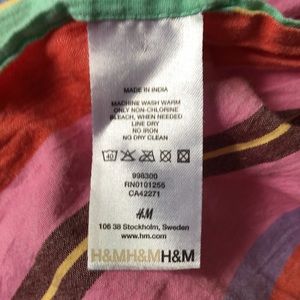 MADE IN INDIA
MACHINE WASH WARM
ONLY NON-CHLORINE
BLEACH, WHEN NEEDED
LINE DRY
NO IRON
NO DRY CLEAN
40
998300
RN0101255
CA42271
H&M
106 38 Stockholm, Sweden
www.hm.com
H&MH&MH&M